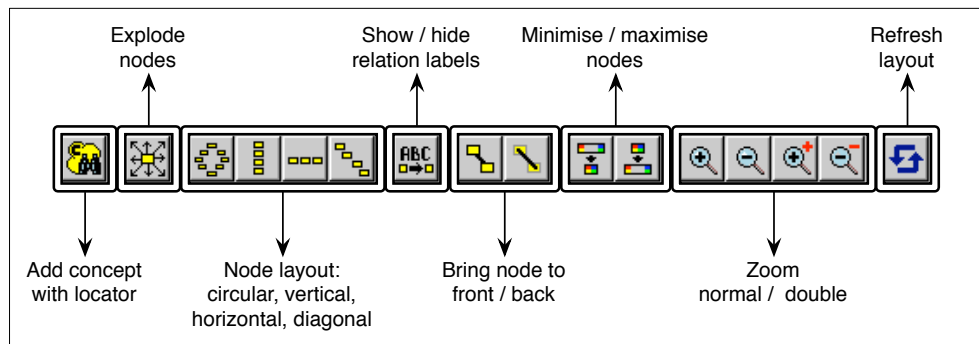 Explode
nodes
Show / hide
relation labels
Minimise / maximise
nodes
Refresh
layout
C
ABC
Add concept
with locator
Node layout:
circular, vertical,
horizontal, diagonal
Bring node to
front / back
Zoom
normal / double